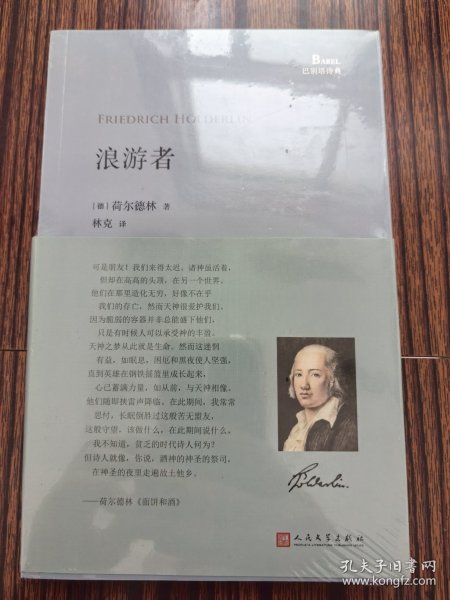 BABEL
巴别塔诗典
FRIEDRICH HÖLDERLIN
浪游者
[德] 荷尔德林 著
林克 译
可是朋友！我们来得太迟。诸神虽活着，
但却在高高的头顶，在另一个世界。
他们在那里造化无穷，好像不在乎
我们的存亡，然而天神很爱护我们。
因为脆弱的容器并非总能盛下他们，
只是有时候人可以承受神的丰盈。
天神之梦从此就是生命。然而这迷惘
有益，如眠息，困厄和黑夜使人坚强，
直到英雄在钢铁摇篮里成长起来，
心已蓄满力量，如从前，与天神相像。
他们随即挟雷声降临。在此期间，我常常
思忖，长眠倒胜过这般苦无盟友，
这般守望，该做什么，在此期间说什么，
我不知道，贫乏的时代诗人何为？
但诗人就像，你说，酒神的神圣的祭司，
在神圣的夜里走遍故土他乡。
——荷尔德林《面饼和酒》
Hölderlin.
人民文学出版社
PEOPLE'S LITERATURE PUBLISHING HOUSE
孔夫子旧书网
www.kongfz.com